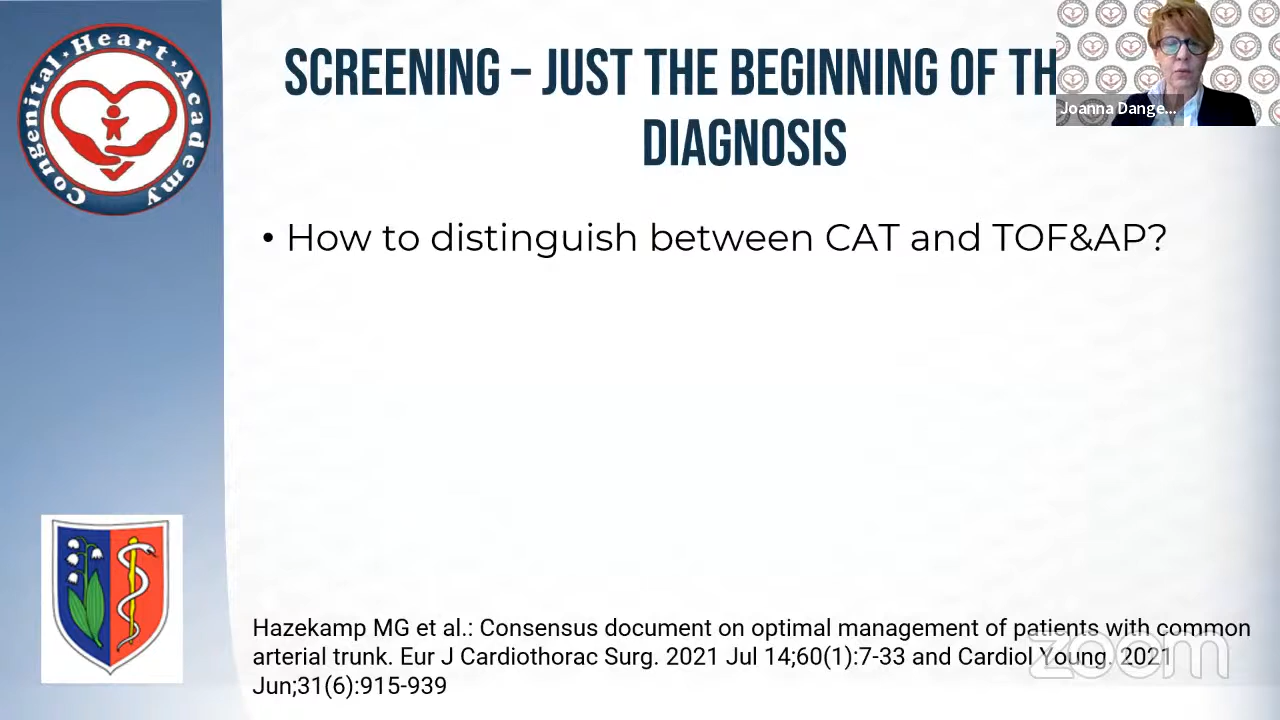 Congenital · Heart · Academy
SCREENING – JUST THE BEGINNING OF TH
DIAGNOSIS
Joanna Dange...
• How to distinguish between CAT and TOF&AP?
Hazekamp MG et al.: Consensus document on optimal management of patients with common
arterial trunk. Eur J Cardiothorac Surg. 2021 Jul 14;60(1):7-33 and Cardiol Young. 2021
Jun;31(6):915-939
zoom